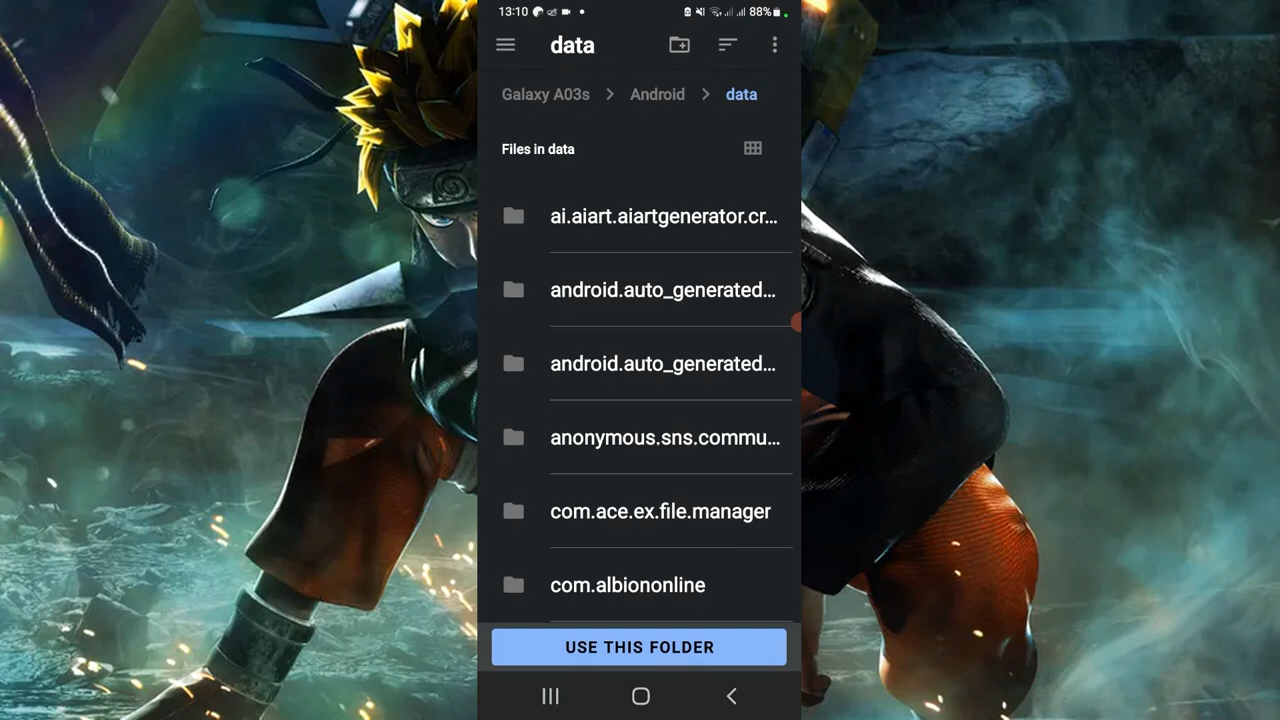 13:10 88%
data
Galaxy A03s > Android > data
Files in data
ai.aiart.aiartgenerator.cr...
android.auto_generated...
android.auto_generated...
anonymous.sns.commu...
com.ace.ex.file.manager
com.albiononline
USE THIS FOLDER